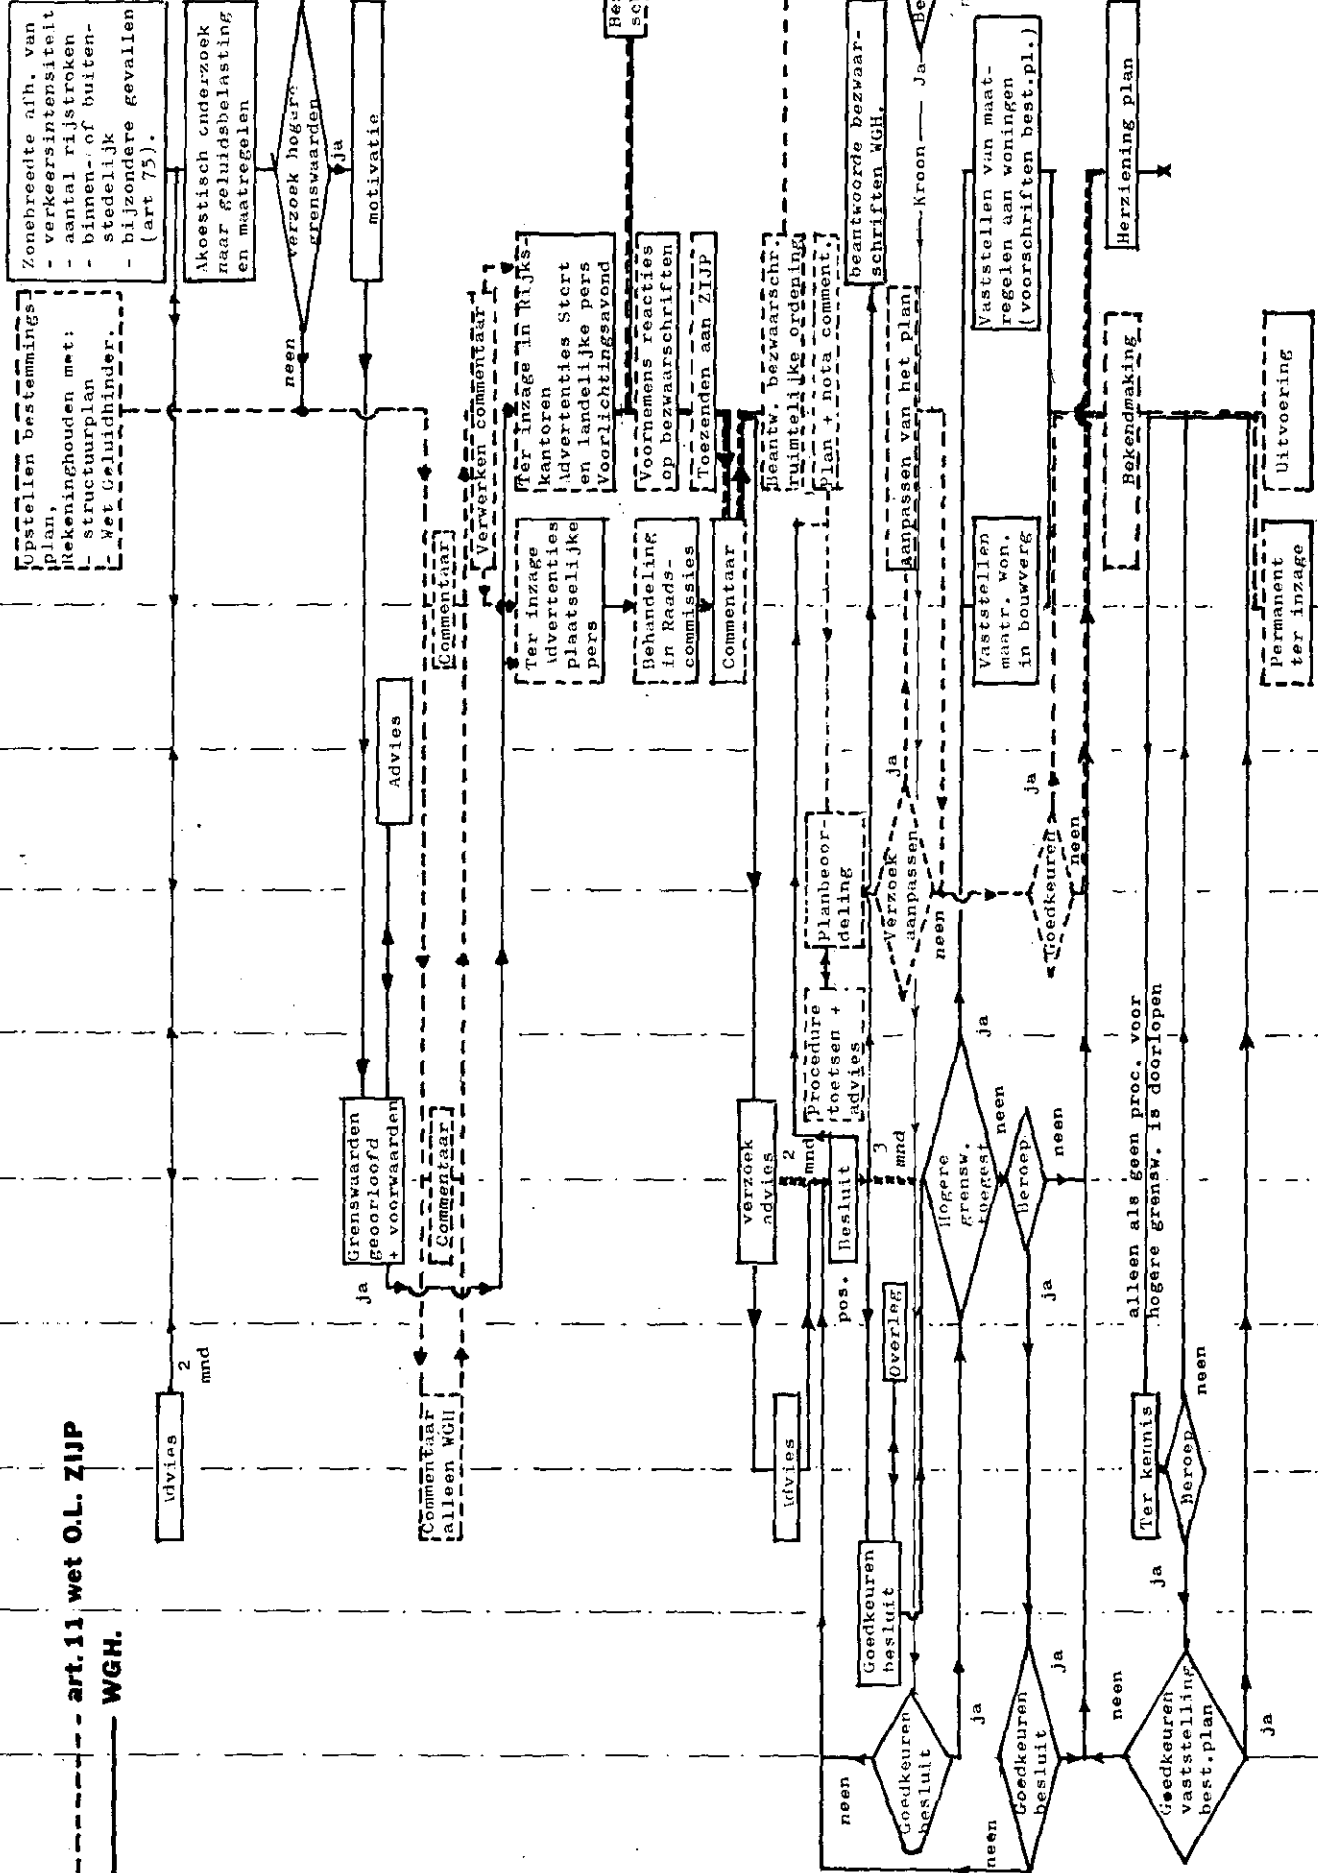 art.11 wet O.L. ZIJP
WGH.
Opstellen bestemmings
plan,
Rekeninghouden met:
- structuurplan
- Wet Geluidhinder.
Zonebreedte afh. van
- verkeersintensiteit
- aantal rijstroken
- binnen- of buiten-
stedelijk
- bijzondere gevallen
(art 75).
Advies
2
mnd
Akoestisch onderzoek
naar geluidsbelasting
en maatregelen
verzoek hogere
grenswaarden
neen
ja
motivatie
Grenswaarden
geoorloofd
+ voorwaarden
ja
Advies
Commentaar
alleen WGH
Commentaar
Commentaar
Verwerken commentaar
Ter inzage
Advertenties
plaatselijke
pers
Ter inzage in Rijks-
kantoren
Advertenties Stcrt
en landelijke pers
Voorlichtingsavond
Behandeling
in Raads-
commissies
Voornemens reacties
op bezwaarschriften
Commentaar
Toezenden aan ZIJP
verzoek
advies
2
mnd
Advies
Beantw. bezwaarschr.
ruimtelijke ordening
Plan + nota comment.
pos.
Besluit
3
mnd
Procedure
toetsen +
advies
Planbeoor-
deling
beantwoorde bezwaar-
schriften WGH.
Goedkeuren
besluit
Overleg
Verzoek
aanpassen
ja
neen
Aanpassen van het plan
Kroon
Ja
Be
neen
Goedkeuren
besluit
ja
Hogere
grensw.
toegest
ja
neen
Vaststellen
maatr. Won.
in bouwverg
Vaststellen van maat-
regelen aan woningen
(voorschriften best.pl.)
neen
Goedkeuren
besluit
ja
ja
Beroep
neen
Goedkeuren
ja
neen
Bekendmaking
Herziening plan
neen
Goedkeuren
vaststelling
best.plan
ja
ja
Ter kennis
Beroep
neen
alleen als geen proc. voor
hogere grensw. is doorlopen
Permanent
ter inzage
Uitvoering